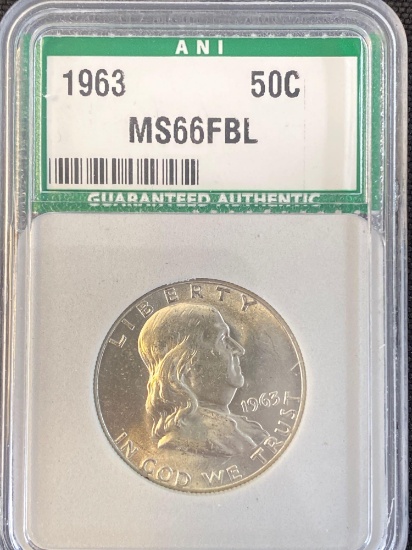 ANI
1963 50C
MS66FBL
GUARANTEED AUTHENTIC
LIBERTY
1963
IN GOD WE TRUST